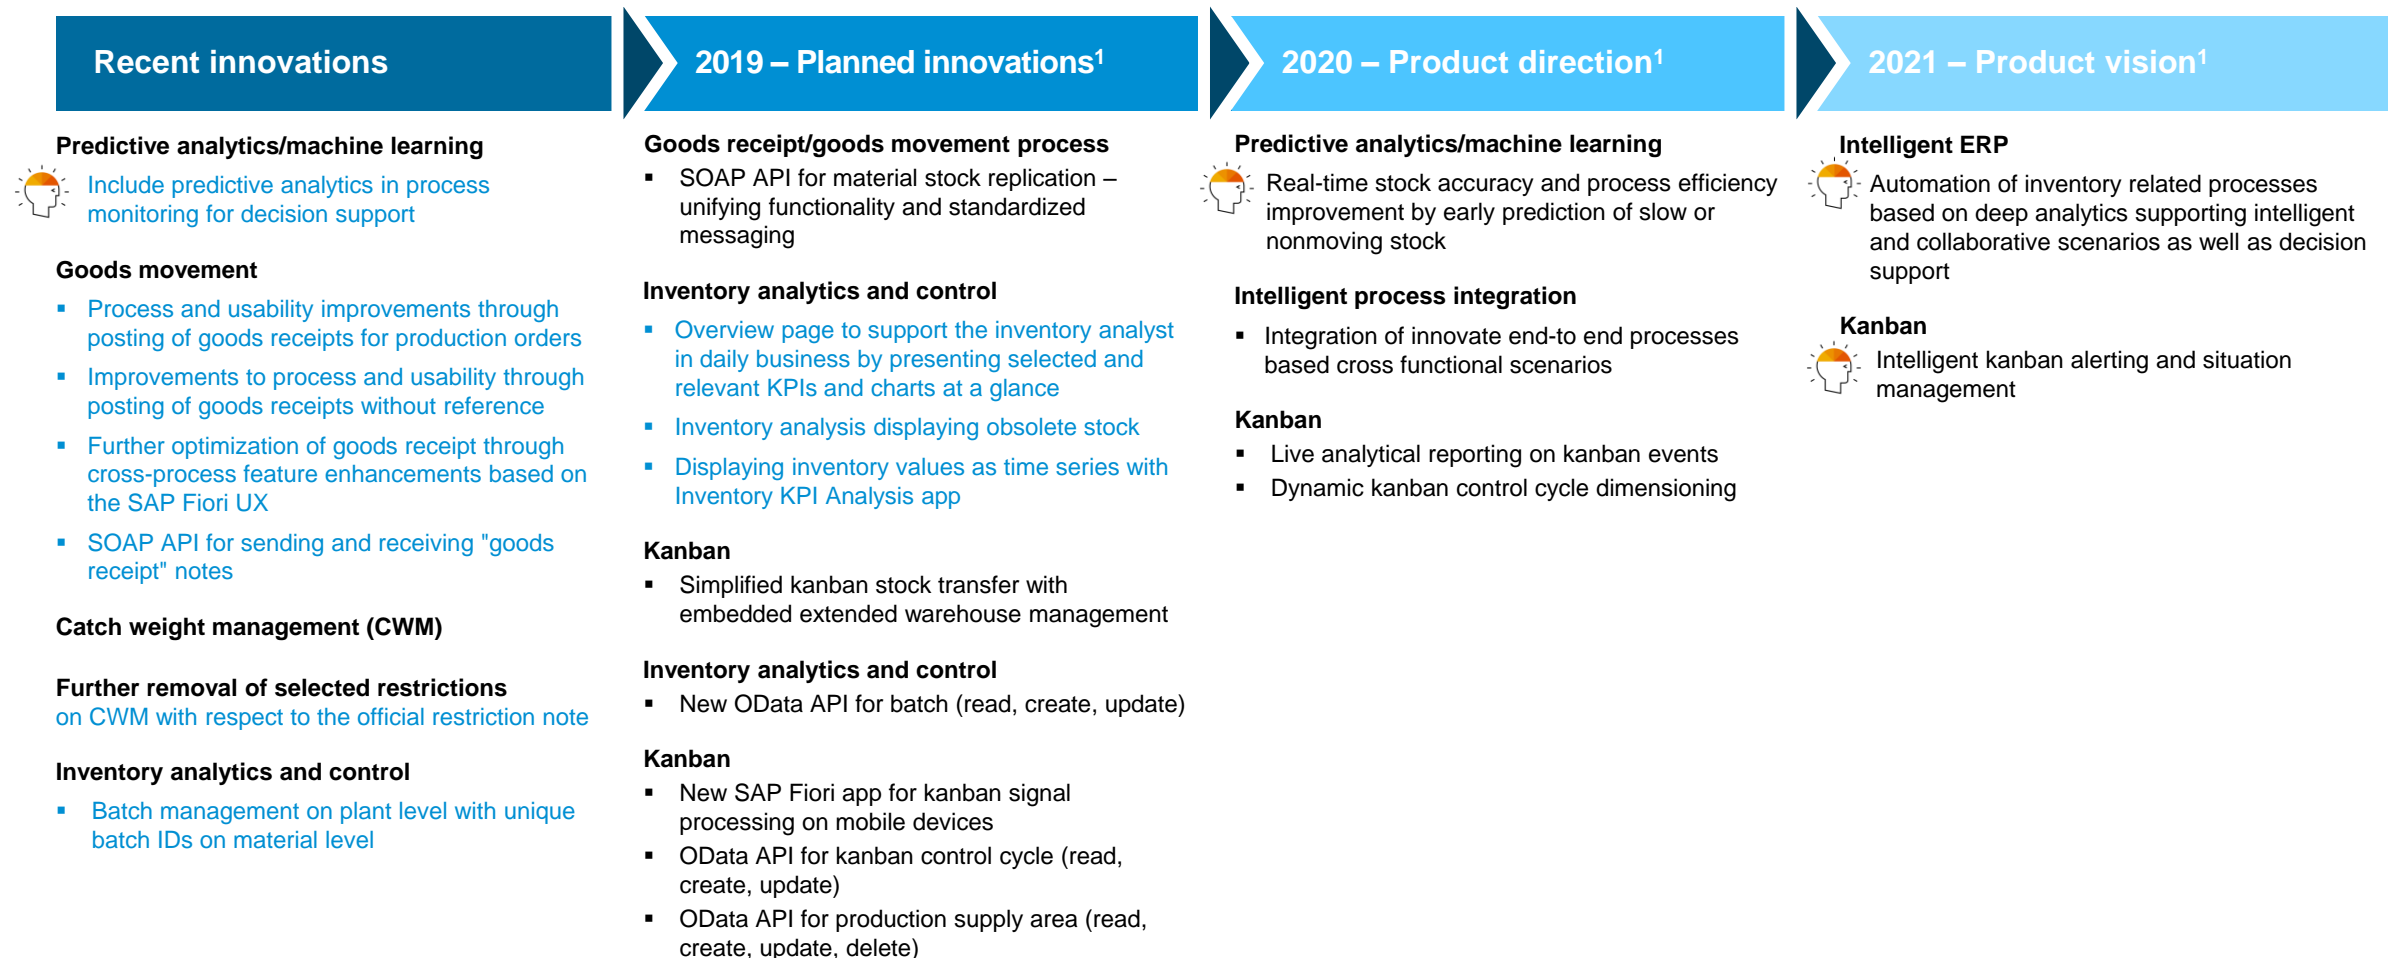 Recent innovations
Predictive analytics/machine learning
Include predictive analytics in process
monitoring for decision support
Goods movement
▪ Process and usability improvements through
posting of goods receipts for production orders
▪ Improvements to process and usability through
posting of goods receipts without reference
▪ Further optimization of goods receipt through
cross-process feature enhancements based on
the SAP Fiori UX
▪ SOAP API for sending and receiving "goods
receipt" notes
Catch weight management (CWM)
Further removal of selected restrictions
on CWM with respect to the official restriction note
Inventory analytics and control
▪ Batch management on plant level with unique
batch IDs on material level
2019 – Planned innovations¹
Goods receipt/goods movement process
▪ SOAP API for material stock replication –
unifying functionality and standardized
messaging
Inventory analytics and control
▪ Overview page to support the inventory analyst
in daily business by presenting selected and
relevant KPIs and charts at a glance
▪ Inventory analysis displaying obsolete stock
▪ Displaying inventory values as time series with
Inventory KPI Analysis app
Kanban
▪ Simplified kanban stock transfer with
embedded extended warehouse management
Inventory analytics and control
▪ New OData API for batch (read, create, update)
Kanban
▪ New SAP Fiori app for kanban signal
processing on mobile devices
▪ OData API for kanban control cycle (read,
create, update)
▪ OData API for production supply area (read,
create, update, delete)
2020 – Product direction¹
Predictive analytics/machine learning
Real-time stock accuracy and process efficiency
improvement by early prediction of slow or
nonmoving stock
Intelligent process integration
▪ Integration of innovate end-to end processes
based cross functional scenarios
Kanban
▪ Live analytical reporting on kanban events
▪ Dynamic kanban control cycle dimensioning
2021 – Product vision¹
Intelligent ERP
Automation of inventory related processes
based on deep analytics supporting intelligent
and collaborative scenarios as well as decision
support
Kanban
Intelligent kanban alerting and situation
management